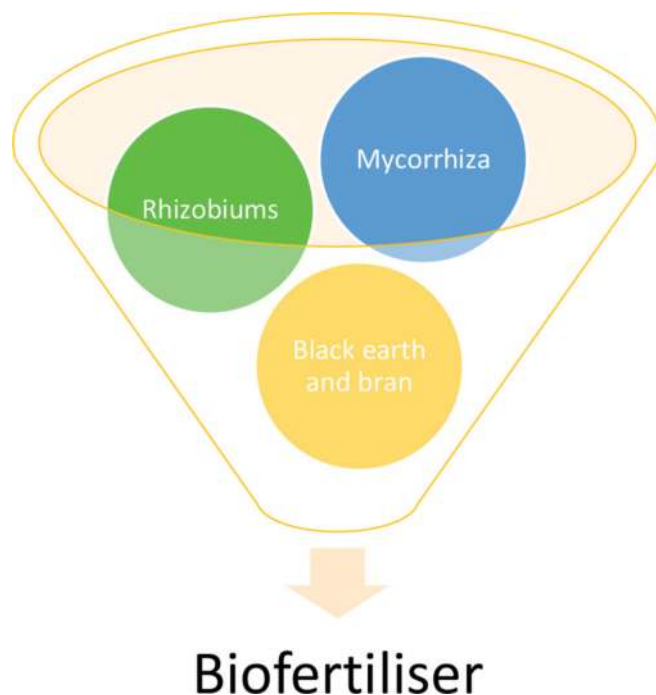 Mycorrhiza
Rhizobiums
Black earth
and bran
Biofertiliser